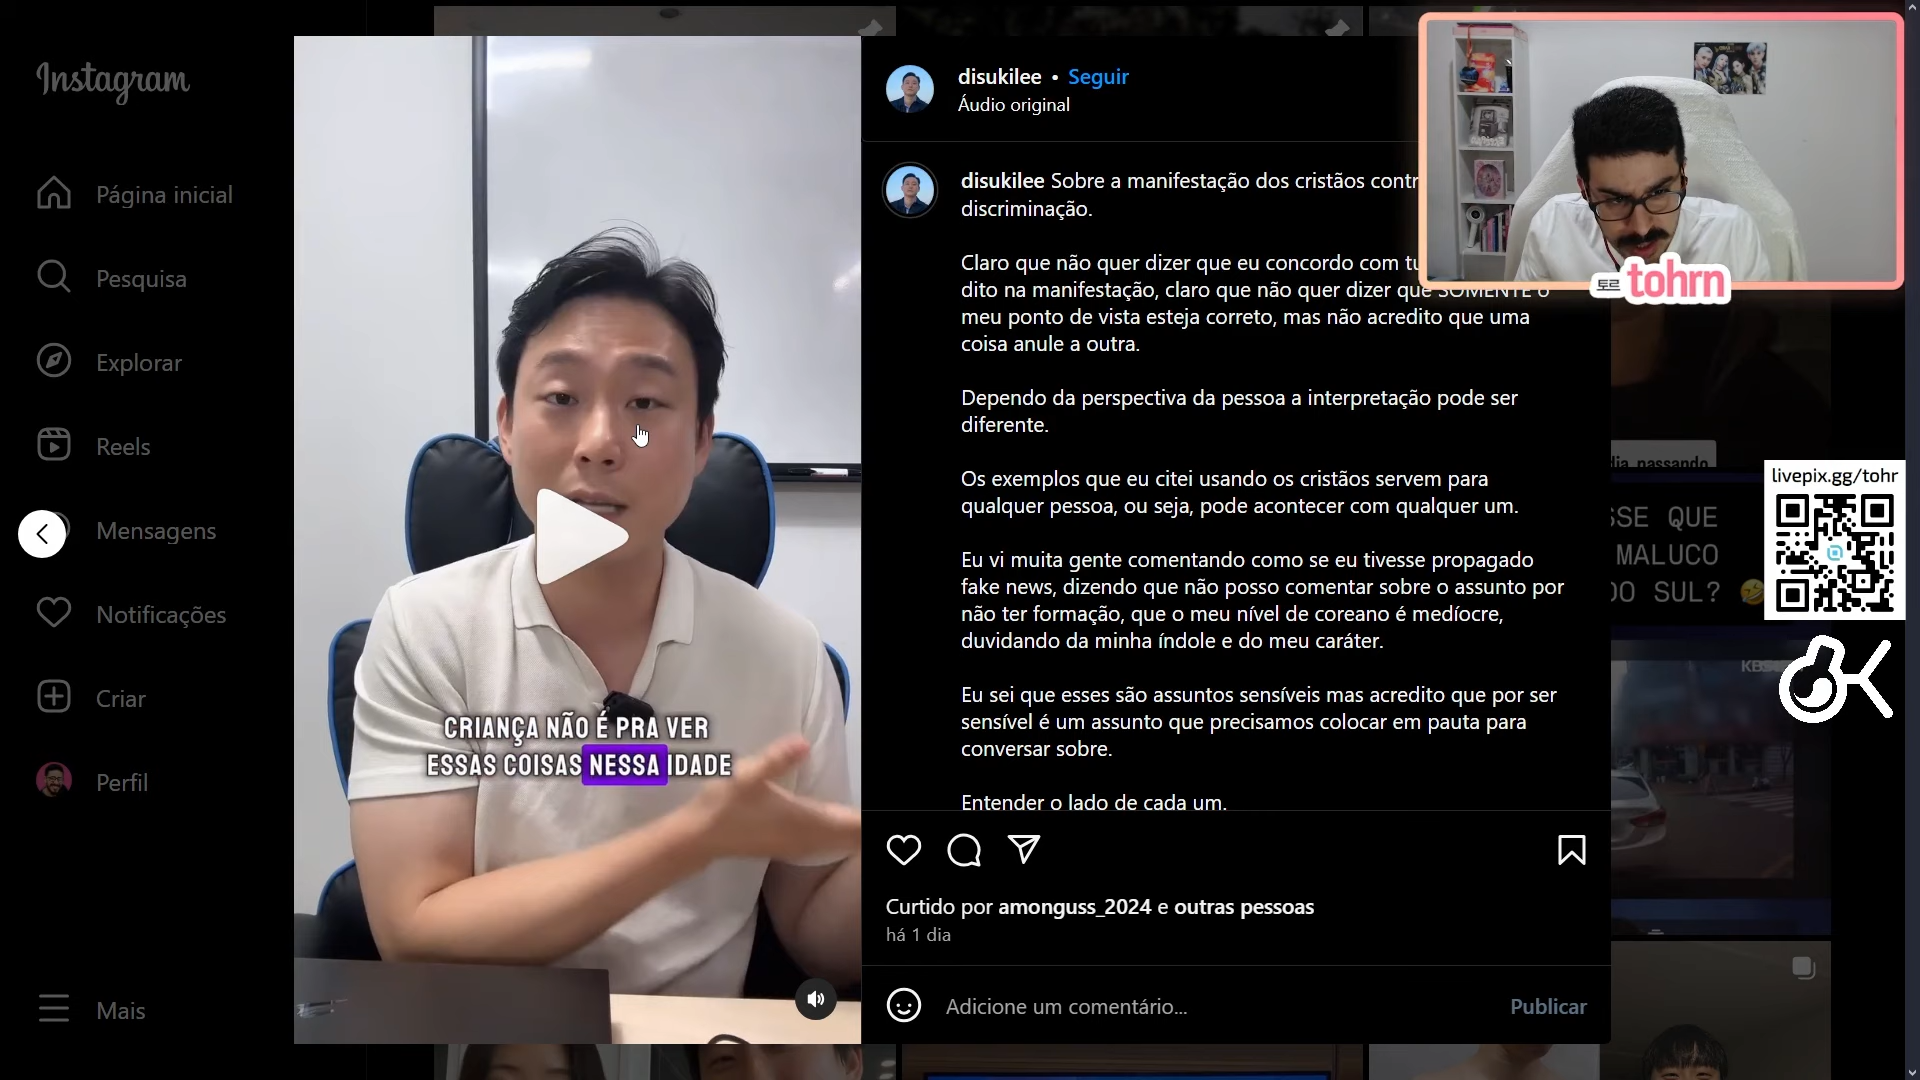 Instagram
Página inicial
Pesquisa
Explorar
Reels
Mensagens
Notificações
Criar
Perfil
Mais
CRIANÇA NÃO É PRA VER
ESSAS COISAS NESSA IDADE
disukilee • Seguir
Áudio original
disukilee Sobre a manifestação dos cristãos contr
discriminação.
Claro que não quer dizer que eu concordo com tu
dito na manifestação, claro que não quer dizer que SOMENTE o
meu ponto de vista esteja correto, mas não acredito que uma
coisa anule a outra.
Dependo da perspectiva da pessoa a interpretação pode ser
diferente.
Os exemplos que eu citei usando os cristãos servem para
qualquer pessoa, ou seja, pode acontecer com qualquer um.
Eu vi muita gente comentando como se eu tivesse propagado
fake news, dizendo que não posso comentar sobre o assunto por
não ter formação, que o meu nível de coreano é medíocre,
duvidando da minha índole e do meu caráter.
Eu sei que esses são assuntos sensíveis mas acredito que por ser
sensível é um assunto que precisamos colocar em pauta para
conversar sobre.
Entender o lado de cada um.
Curtido por amonguss_2024 e outras pessoas
há 1 dia
Adicione um comentário...
Publicar
토르 tohrn
livepix.gg/tohr
dia passando
SSE QUE
MALUCO
DO SUL?
KBS